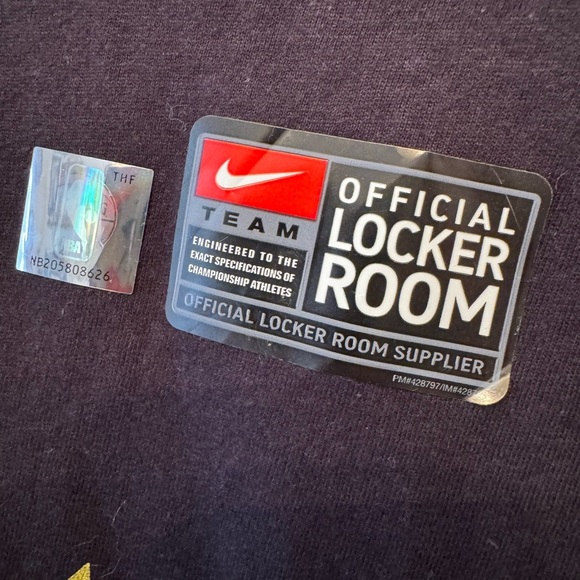 THF
NBA
NB205808626
TEAM
ENGINEERED TO THE
EXACT SPECIFICATIONS OF
CHAMPIONSHIP ATHLETES
OFFICIAL
LOCKER
ROOM
OFFICIAL LOCKER ROOM SUPPLIER